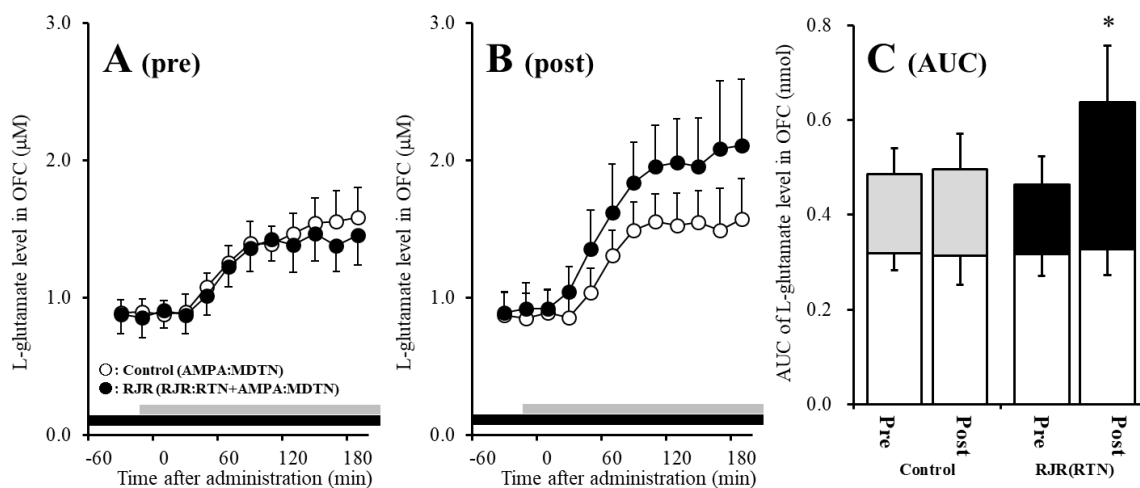 A (pre)
L-glutamate level in OFC (μM)
3.0
2.0
1.0
0.0
○: Control (AMPA:MDTN)
●: RJR (RJR:RTN+AMPA:MDTN)
-60 0 60 120 180
Time after administration (min)
B (post)
L-glutamate level in OFC (μM)
3.0
2.0
1.0
0.0
-60 0 60 120 180
Time after administration (min)
C (AUC)
*
AUC of L-glutamate level in OFC (nmol)
0.8
0.6
0.4
0.2
0.0
Pre Post Pre Post
Control RJR(RTN)